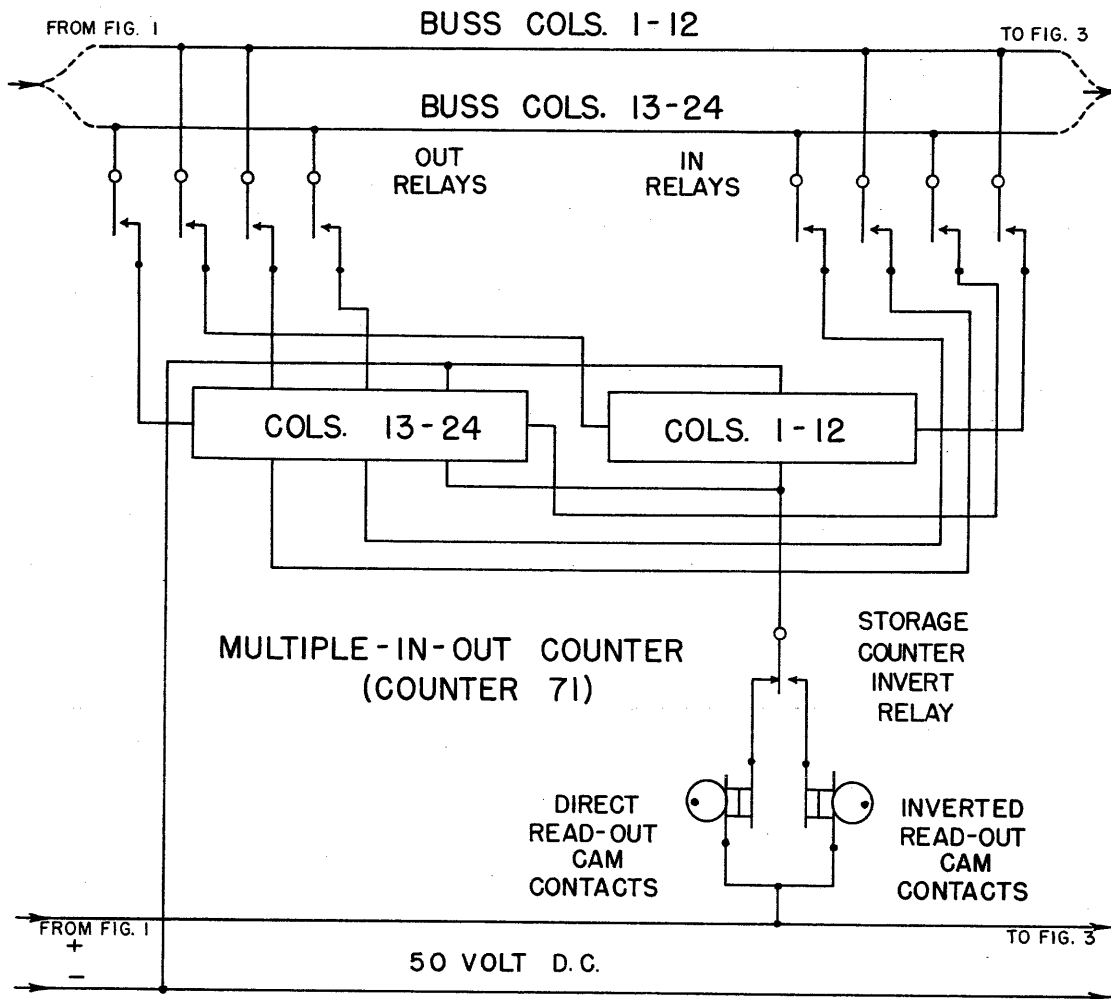 FROM FIG. 1
BUSS COLS. 1-12
TO FIG. 3
BUSS COLS. 13-24
OUT
RELAYS
IN
RELAYS
COLS. 13-24
COLS. 1-12
MULTIPLE-IN-OUT COUNTER
(COUNTER 71)
STORAGE
COUNTER
INVERT
RELAY
DIRECT
READ-OUT
CAM
CONTACTS
INVERTED
READ-OUT
CAM
CONTACTS
FROM FIG. 1
TO FIG. 3
+
50 VOLT D.C.
-